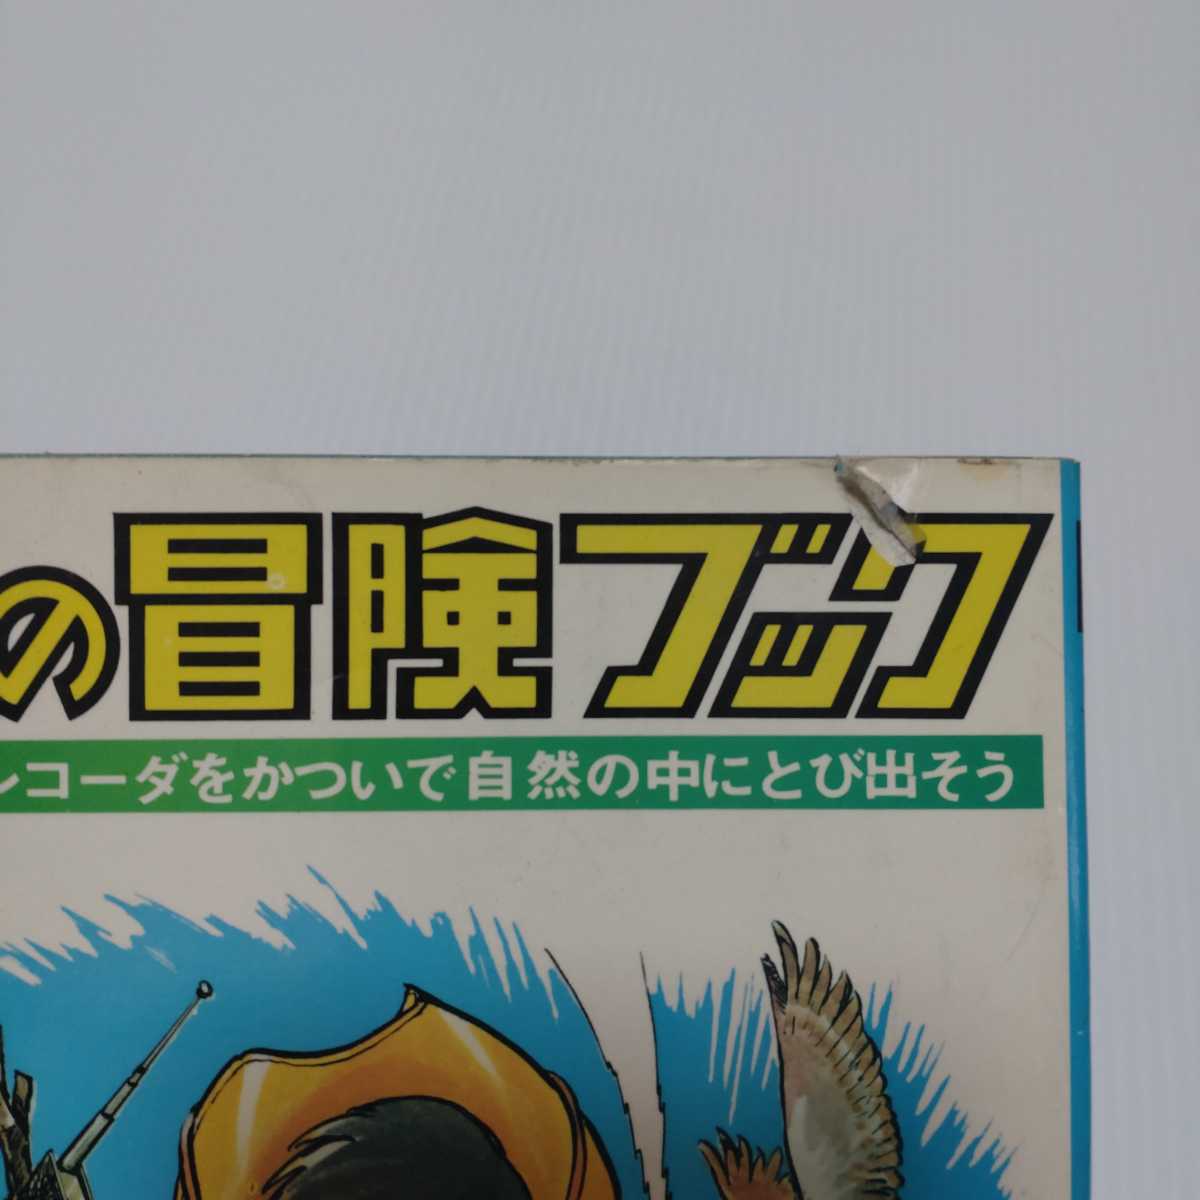 の冒険ブック
レコーダをかついで自然の中にとび出そう